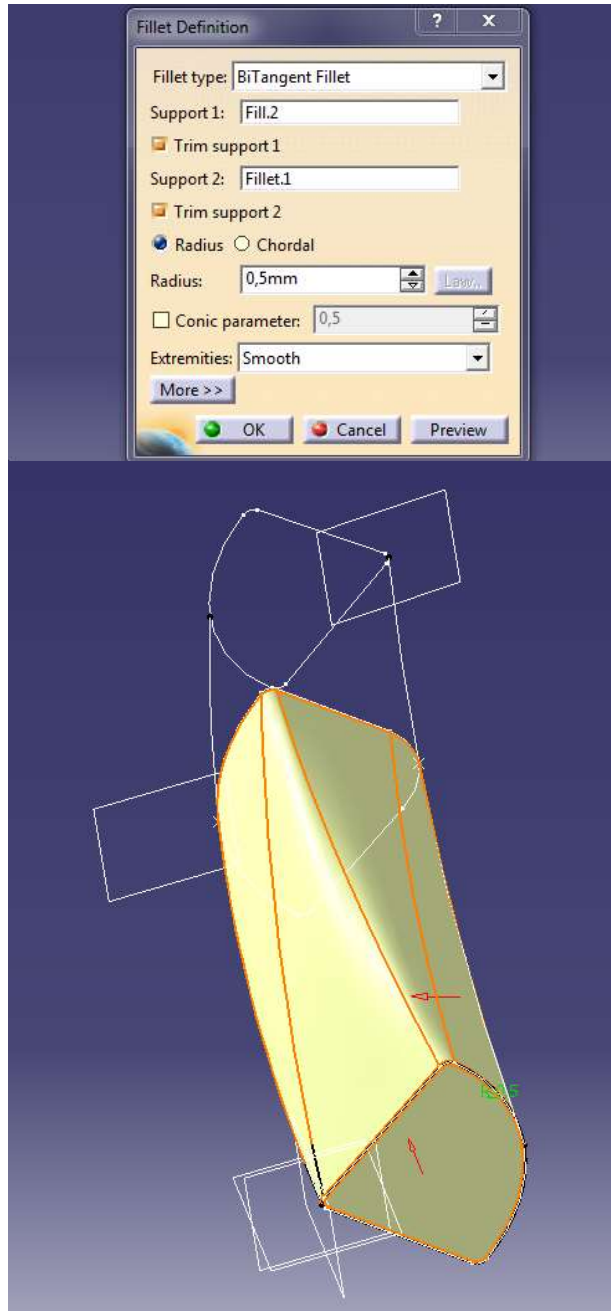 Fillet Definition ? X
Fillet type: BiTangent Fillet
Support 1: Fill.2
Trim support 1
Support 2: Fillet.1
Trim support 2
Radius Chordal
Radius: 0,5mm Law..
Conic parameter: 0,5
Extremities: Smooth
More >>
OK Cancel Preview